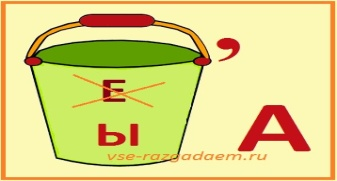 Е ,
Ы А
vse-razgadaem.ru